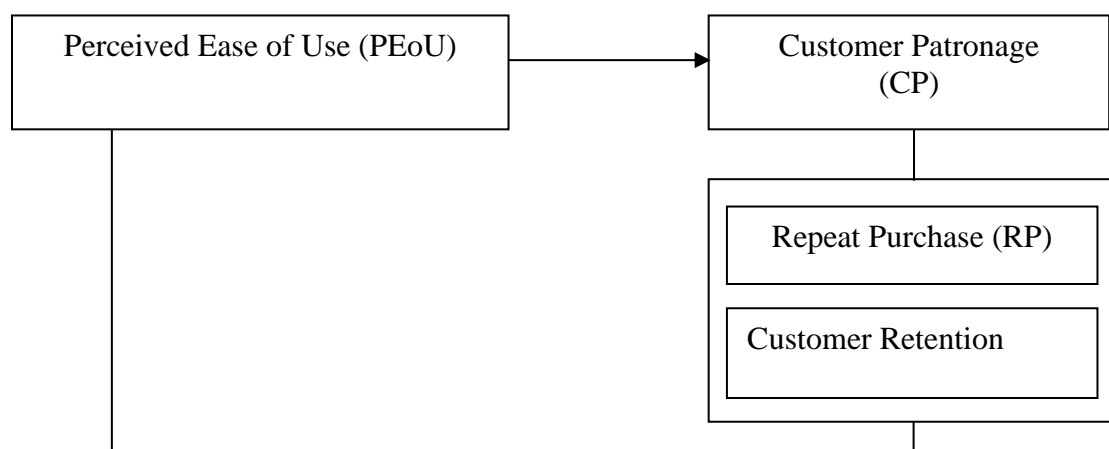 Perceived Ease of Use (PEoU)
Customer Patronage
(CP)
Repeat Purchase (RP)
Customer Retention